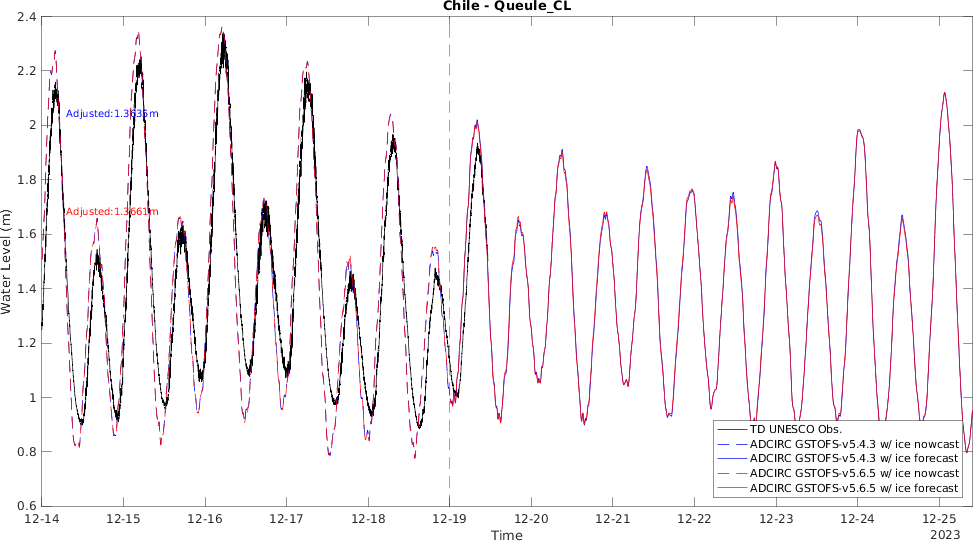 Chile - Queule_CL
2.4
2.2
2
1.8
1.6
1.4
1.2
1
0.8
0.6
Water Level (m)
Adjusted:1.3635m
Adjusted:1.3661m
TD UNESCO Obs.
ADCIRC GSTOFS-v5.4.3 w/ ice nowcast
ADCIRC GSTOFS-v5.4.3 w/ ice forecast
ADCIRC GSTOFS-v5.6.5 w/ ice nowcast
ADCIRC GSTOFS-v5.6.5 w/ ice forecast
12-14 12-15 12-16 12-17 12-18 12-19 12-20 12-21 12-22 12-23 12-24 12-25
2023
Time